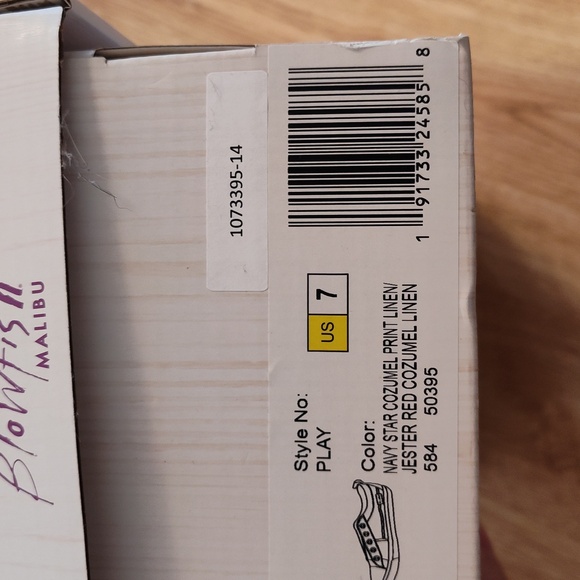 Blowfish
MALIBU
1073395-14
1 91733 24585 8
US 7
Style No:
PLAY
Color:
NAVY STAR COZUMEL PRINT LINEN/
JESTER RED COZUMEL LINEN
584 50395